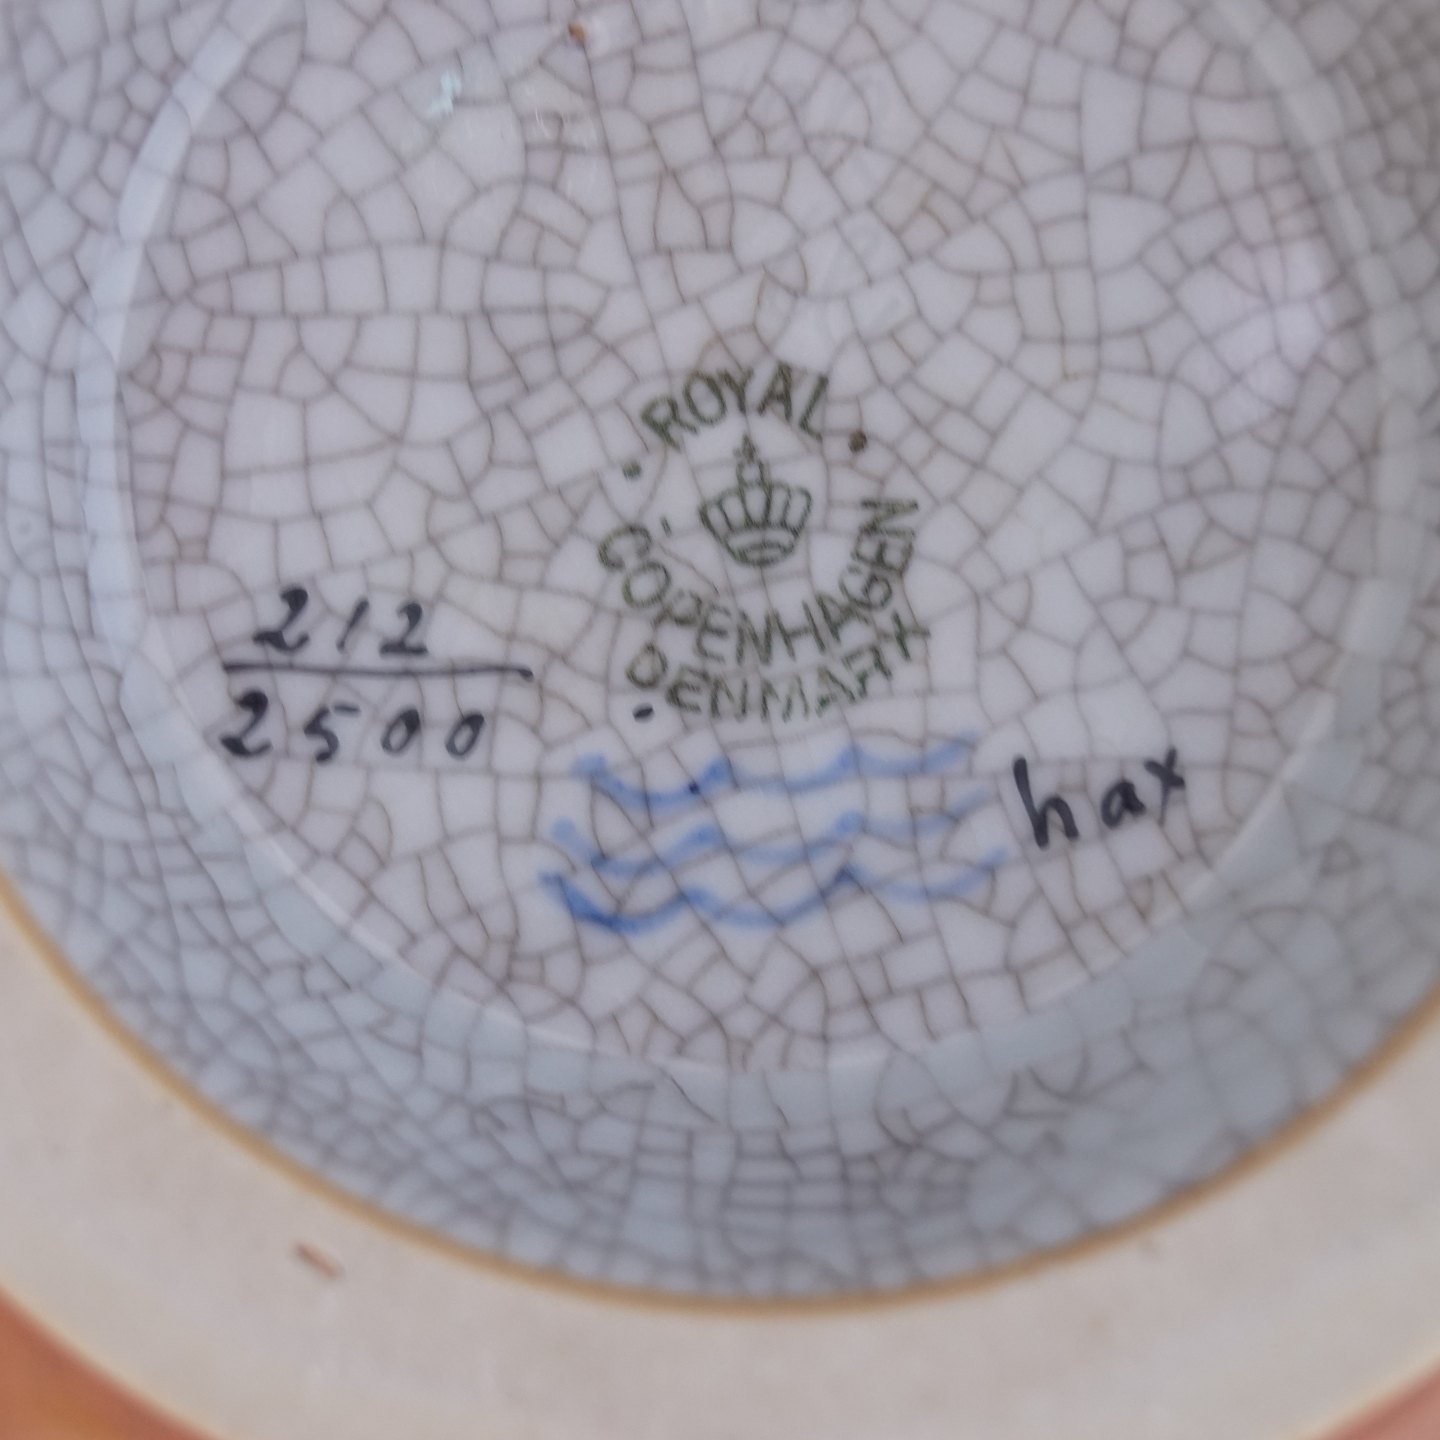 ROYAL
COPENHAGEN
DENMARK
212
2500
hax